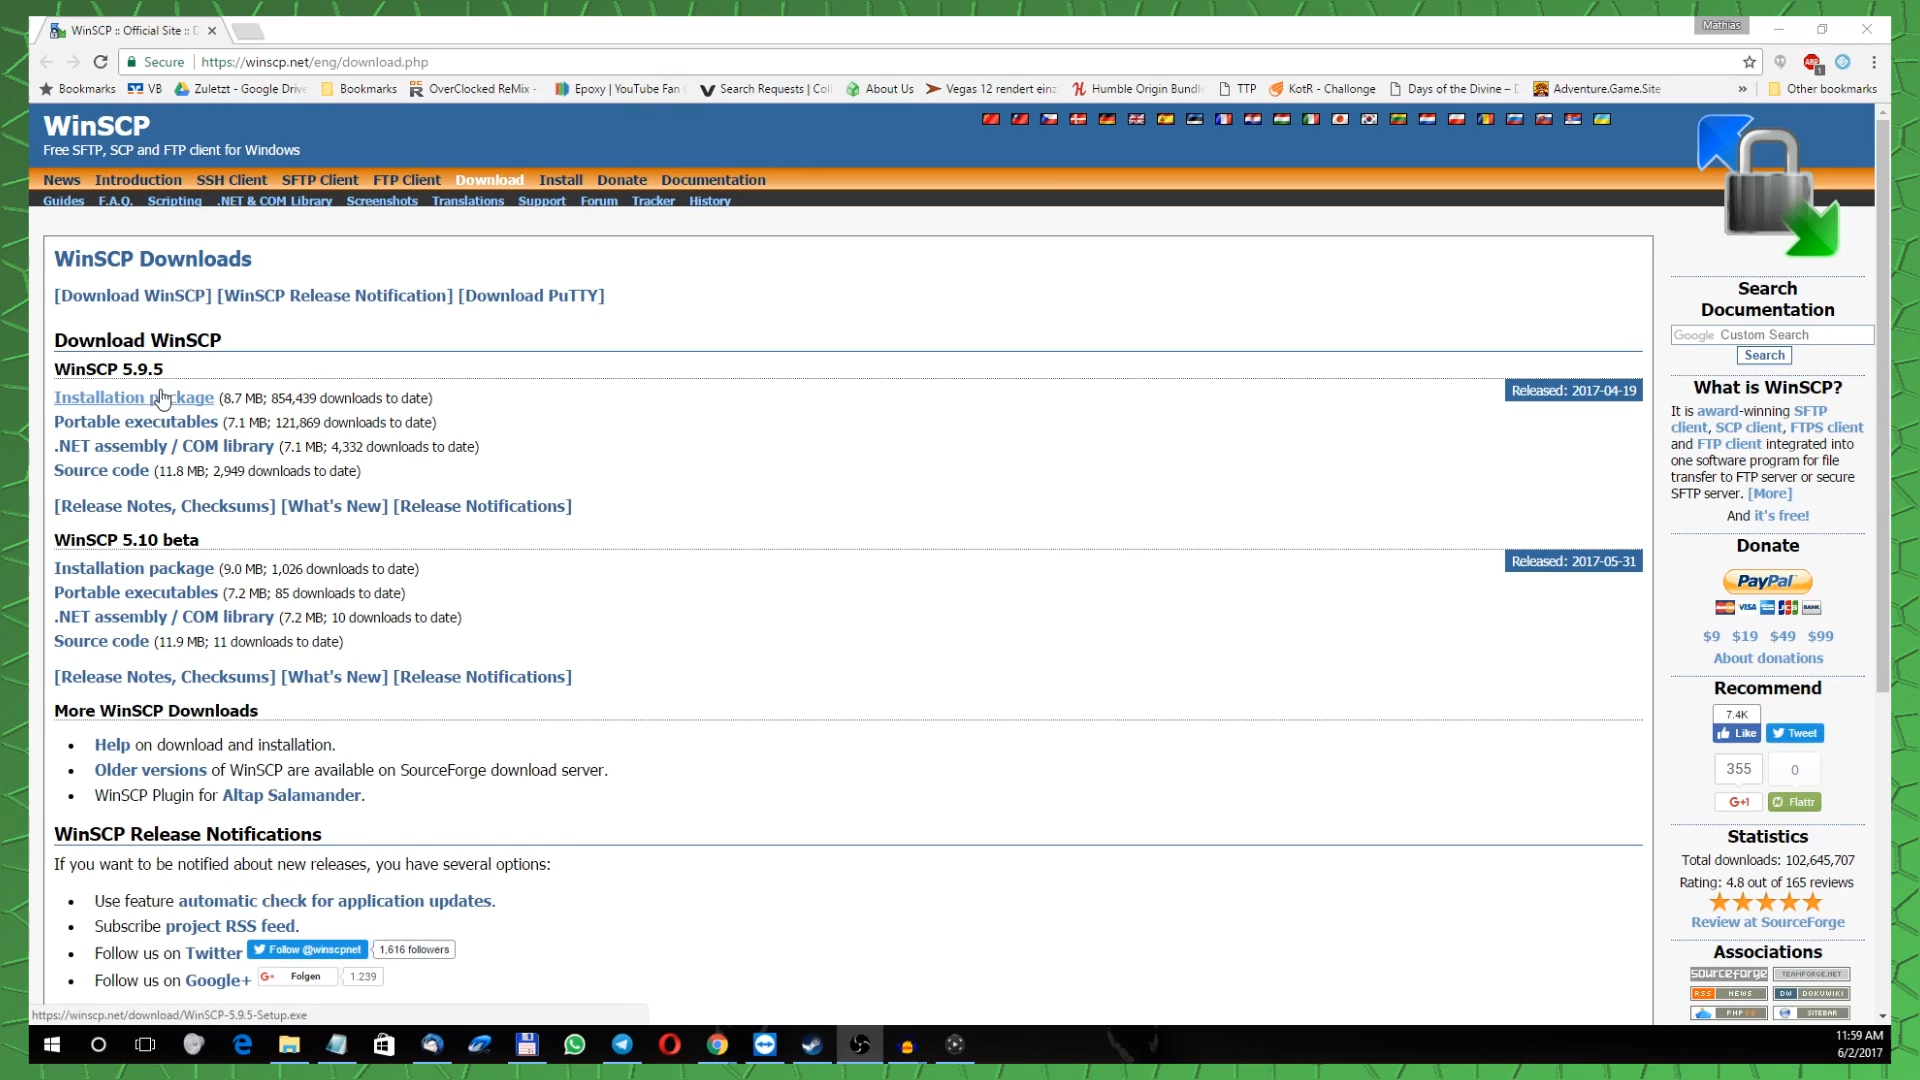 WinSCP :: Official Site :: D
Mathias
Secure
https://winscp.net/eng/download.php
Bookmarks
VB
Zuletzt - Google Drive
Bookmarks
OverClocked ReMix -
Epoxy | YouTube Fan
Search Requests | Coll
About Us
Vegas 12 rendert einz
Humble Origin Bundle
TTP
KotR - Challonge
Days of the Divine –
Adventure.Game.Site
»
Other bookmarks
WinSCP
Free SFTP, SCP and FTP client for Windows
News Introduction SSH Client SFTP Client FTP Client Download Install Donate Documentation
Guides F.A.Q. Scripting .NET & COM Library Screenshots Translations Support Forum Tracker History
WinSCP Downloads
[Download WinSCP] [WinSCP Release Notification] [Download PuTTY]
Download WinSCP
WinSCP 5.9.5
Installation package (8.7 MB; 854,439 downloads to date)
Released: 2017-04-19
Portable executables (7.1 MB; 121,869 downloads to date)
.NET assembly / COM library (7.1 MB; 4,332 downloads to date)
Source code (11.8 MB; 2,949 downloads to date)
[Release Notes, Checksums] [What's New] [Release Notifications]
WinSCP 5.10 beta
Installation package (9.0 MB; 1,026 downloads to date)
Released: 2017-05-31
Portable executables (7.2 MB; 85 downloads to date)
.NET assembly / COM library (7.2 MB; 10 downloads to date)
Source code (11.9 MB; 11 downloads to date)
[Release Notes, Checksums] [What's New] [Release Notifications]
More WinSCP Downloads
• Help on download and installation.
• Older versions of WinSCP are available on SourceForge download server.
• WinSCP Plugin for Altap Salamander.
WinSCP Release Notifications
If you want to be notified about new releases, you have several options:
• Use feature automatic check for application updates.
• Subscribe project RSS feed.
• Follow us on Twitter Follow @winscpnet 1,616 followers
• Follow us on Google+ G+ Folgen 1.239
https://winscp.net/download/WinSCP-5.9.5-Setup.exe
Search
Documentation
Google Custom Search
Search
What is WinSCP?
It is award-winning SFTP
client, SCP client, FTPS client
and FTP client integrated into
one software program for file
transfer to FTP server or secure
SFTP server. [More]
And it's free!
Donate
PayPal
VISA
JCB
BANK
$9 $19 $49 $99
About donations
Recommend
7.4K
Like
Tweet
355
0
G+1
Flattr
Statistics
Total downloads: 102,645,707
Rating: 4.8 out of 165 reviews
Review at SourceForge
Associations
sourceforge
TEAMFORGE.NET
RSS NEWS
DW DOKUWIKI
PHPBB
SITEBAR
11:59 AM
6/2/2017